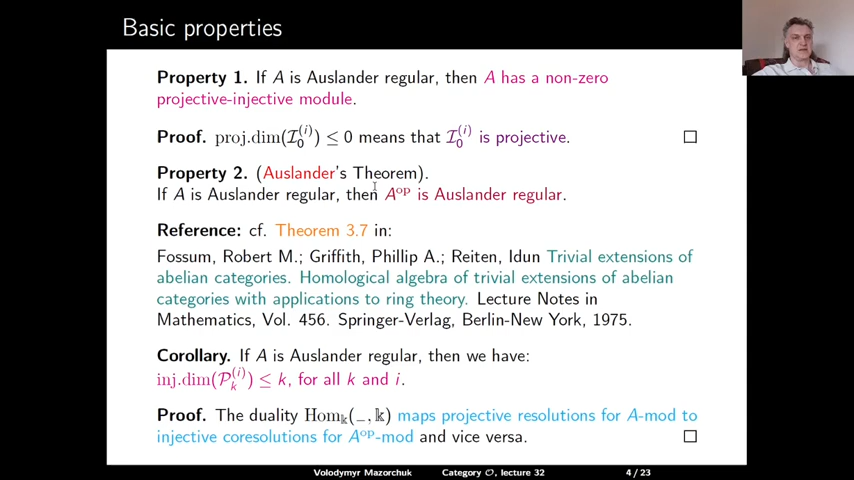 Basic properties
Property 1. If A is Auslander regular, then A has a non-zero
projective-injective module.
Proof. proj.dim(𝓘₀⁽ⁱ⁾) ≤ 0 means that 𝓘₀⁽ⁱ⁾ is projective. □
Property 2. (Auslander's Theorem).
If A is Auslander regular, then Aᵒᵖ is Auslander regular.
Reference: cf. Theorem 3.7 in:
Fossum, Robert M.; Griffith, Phillip A.; Reiten, Idun Trivial extensions of
abelian categories. Homological algebra of trivial extensions of abelian
categories with applications to ring theory. Lecture Notes in
Mathematics, Vol. 456. Springer-Verlag, Berlin-New York, 1975.
Corollary. If A is Auslander regular, then we have:
inj.dim(𝓟ₖ⁽ⁱ⁾) ≤ k, for all k and i.
Proof. The duality Hom_𝕜(_, 𝕜) maps projective resolutions for A-mod to
injective coresolutions for Aᵒᵖ-mod and vice versa. □
Volodymyr Mazorchuk Category 𝒪, lecture 32 4/23